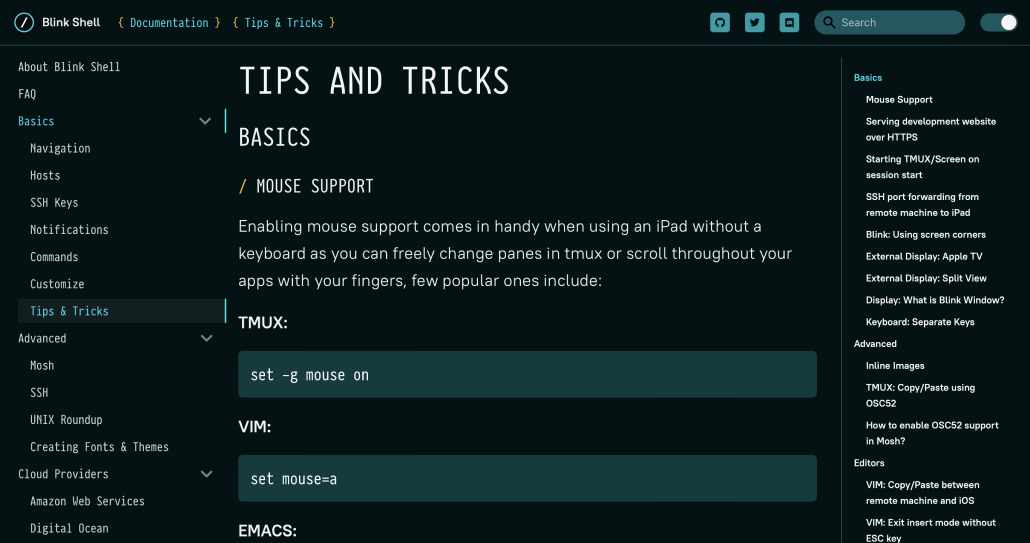 Blink Shell
{ Documentation }
{ Tips & Tricks }
Search
About Blink Shell
FAQ
Basics
Navigation
Hosts
SSH Keys
Notifications
Commands
Customize
Tips & Tricks
Advanced
Mosh
SSH
UNIX Roundup
Creating Fonts & Themes
Cloud Providers
Amazon Web Services
Digital Ocean
TIPS AND TRICKS
BASICS
/ MOUSE SUPPORT
Enabling mouse support comes in handy when using an iPad without a
keyboard as you can freely change panes in tmux or scroll throughout your
apps with your fingers, few popular ones include:
TMUX:
set -g mouse on
VIM:
set mouse=a
EMACS:
Basics
Mouse Support
Serving development website
over HTTPS
Starting TMUX/Screen on
session start
SSH port forwarding from
remote machine to iPad
Blink: Using screen corners
External Display: Apple TV
External Display: Split View
Display: What is Blink Window?
Keyboard: Separate Keys
Advanced
Inline Images
TMUX: Copy/Paste using
OSC52
How to enable OSC52 support
in Mosh?
Editors
VIM: Copy/Paste between
remote machine and iOS
VIM: Exit insert mode without
ESC key